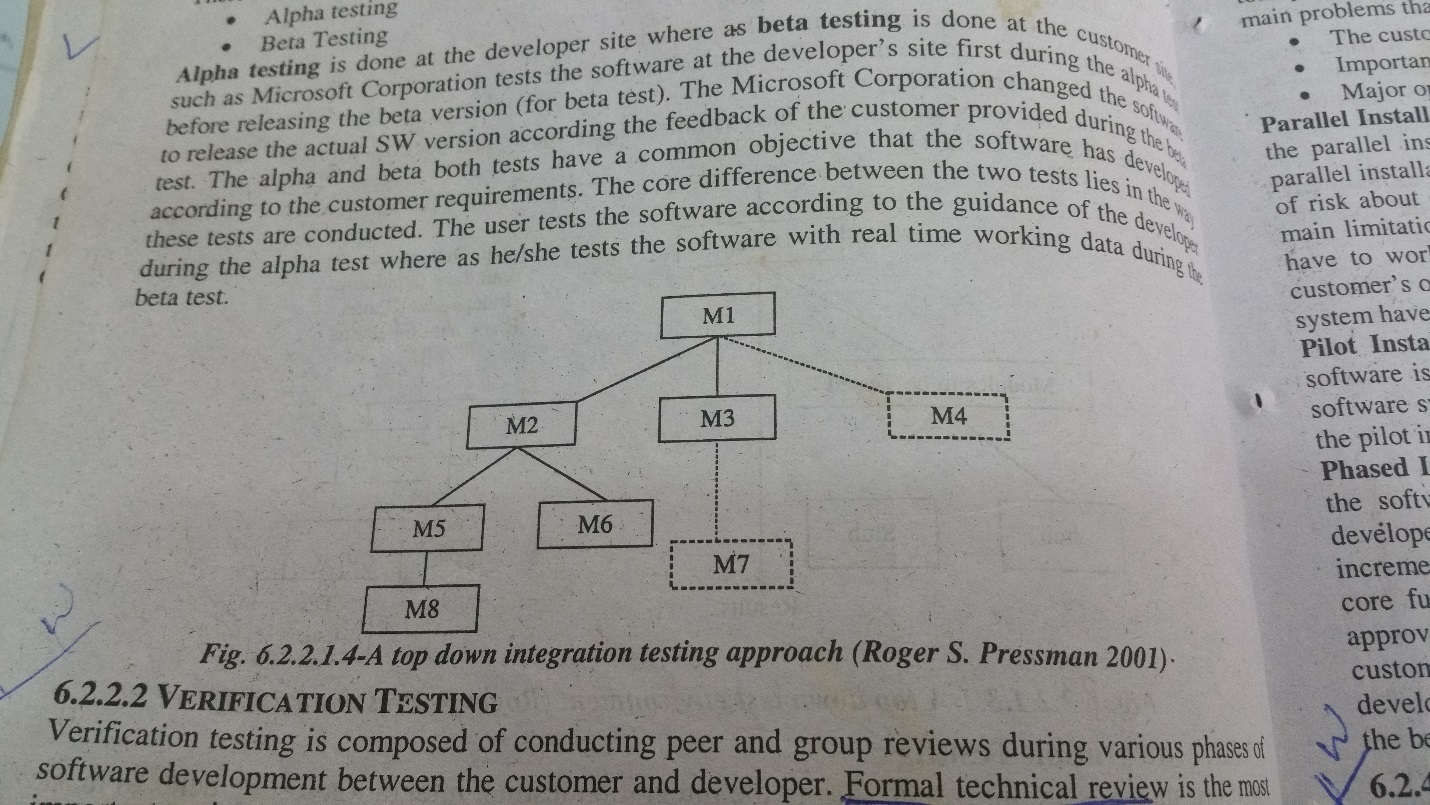 • Alpha testing
• Beta Testing
Alpha testing is done at the developer site where as beta testing is done at the customer site
such as Microsoft Corporation tests the software at the developer's site first during the alpha test
before releasing the beta version (for beta test). The Microsoft Corporation changed the software
to release the actual SW version according the feedback of the customer provided during the beta
test. The alpha and beta both tests have a common objective that the software has developed
according to the customer requirements. The core difference between the two tests lies in the way
these tests are conducted. The user tests the software according to the guidance of the developer
during the alpha test where as he/she tests the software with real time working data during the
beta test.
M1
M2 M3 M4
M5 M6 M7
M8
Fig. 6.2.2.1.4-A top down integration testing approach (Roger S. Pressman 2001).
6.2.2.2 VERIFICATION TESTING
Verification testing is composed of conducting peer and group reviews during various phases of
software development between the customer and developer. Formal technical review is the most
main problems tha
• The custo
• Importan
• Major
Parallel Install
the parallel ins
parallel installa
of risk about
main limitatio
have to wor
customer's
system have
Pilot Insta
software is
software
the pilot
Phased I
the soft
develope
increme
core fu
approv
custom
develo
the be
6.2.4